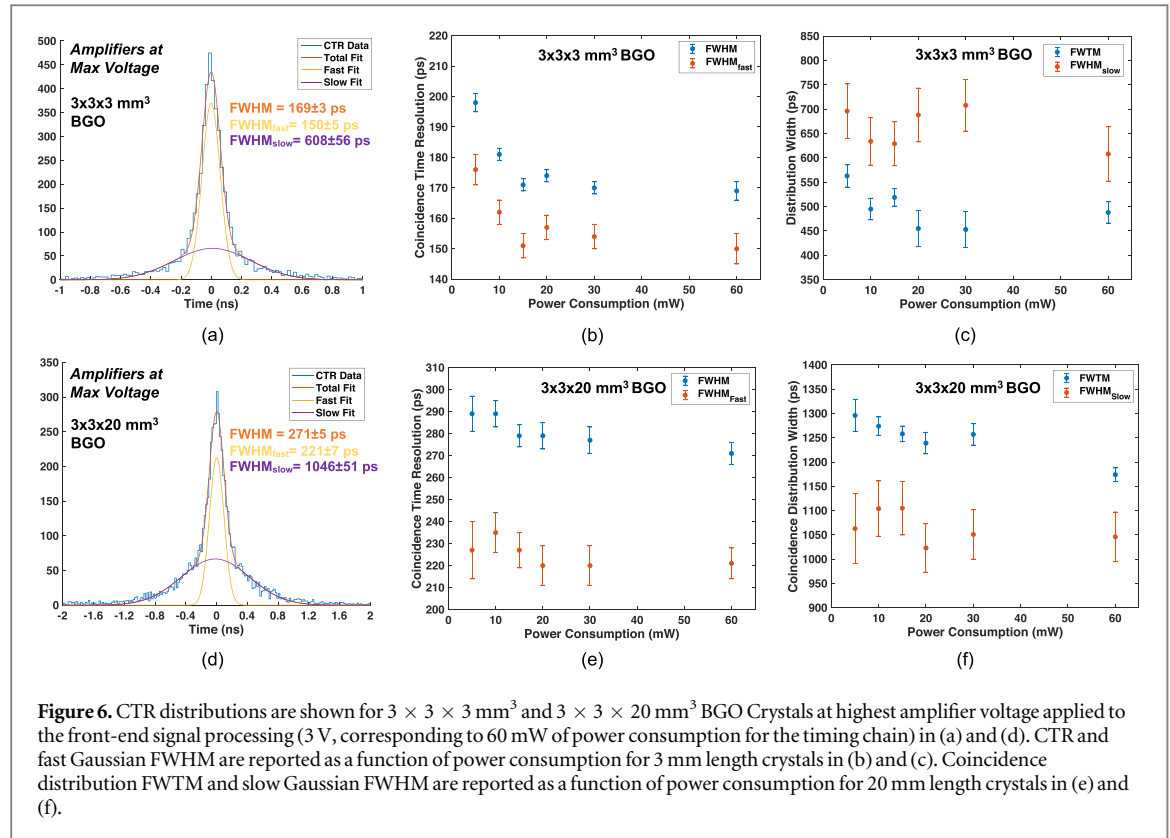 Amplifiers at
Max Voltage
3x3x3 mm³
BGO
CTR Data
Total Fit
Fast Fit
Slow Fit
FWHM = 169±3 ps
FWHM_fast= 150±5 ps
FWHM_slow= 608±56 ps
500
450
400
350
300
250
200
150
100
50
0
-1 -0.8 -0.6 -0.4 -0.2 0 0.2 0.4 0.6 0.8 1
Time (ns)
(a)
3x3x3 mm³ BGO
FWHM
FWHM_fast
Coincidence Time Resolution (ps)
220
210
200
190
180
170
160
150
140
0 10 20 30 40 50 60
Power Consumption (mW)
(b)
3x3x3 mm³ BGO
FWTM
FWHM_slow
Distribution Width (ps)
850
800
750
700
650
600
550
500
450
400
350
0 10 20 30 40 50 60
Power Consumption (mW)
(c)
Amplifiers at
Max Voltage
3x3x20 mm³
BGO
CTR Data
Total Fit
Fast Fit
Slow Fit
FWHM = 271±5 ps
FWHM_fast= 221±7 ps
FWHM_slow= 1046±51 ps
350
300
250
200
150
100
50
0
-2 -1.6 -1.2 -0.8 -0.4 0 0.4 0.8 1.2 1.6 2
Time (ns)
(d)
3x3x20 mm³ BGO
FWHM
FWHM_Fast
Coincidence Time Resolution (ps)
310
300
290
280
270
260
250
240
230
220
210
200
0 10 20 30 40 50 60
Power Consumption (mW)
(e)
3x3x20 mm³ BGO
FWTM
FWHM_Slow
Coincidence Distribution Width (ps)
1400
1350
1300
1250
1200
1150
1100
1050
1000
950
900
0 10 20 30 40 50 60
Power Consumption (mW)
(f)
Figure 6. CTR distributions are shown for 3 × 3 × 3 mm³ and 3 × 3 × 20 mm³ BGO Crystals at highest amplifier voltage applied to
the front-end signal processing (3 V, corresponding to 60 mW of power consumption for the timing chain) in (a) and (d). CTR and
fast Gaussian FWHM are reported as a function of power consumption for 3 mm length crystals in (b) and (c). Coincidence
distribution FWTM and slow Gaussian FWHM are reported as a function of power consumption for 20 mm length crystals in (e) and
(f).